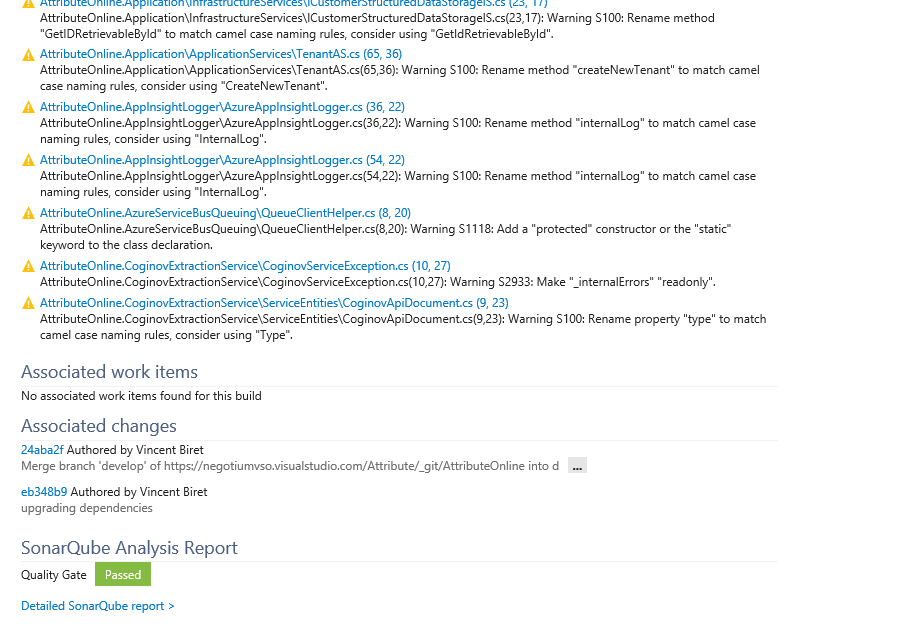 AttributeOnline.Application\InfrastructureServices\ICustomerStructuredDataStorageIS.cs (23, 17)
AttributeOnline.Application\InfrastructureServices\ICustomerStructuredDataStorageIS.cs(23,17): Warning S100: Rename method
"GetIDRetrievableById" to match camel case naming rules, consider using "GetIdRetrievableById".
AttributeOnline.Application\ApplicationServices\TenantAS.cs (65, 36)
AttributeOnline.Application\ApplicationServices\TenantAS.cs(65,36): Warning S100: Rename method "createNewTenant" to match camel
case naming rules, consider using "CreateNewTenant".
AttributeOnline.AppInsightLogger\AzureAppInsightLogger.cs (36, 22)
AttributeOnline.AppInsightLogger\AzureAppInsightLogger.cs(36,22): Warning S100: Rename method "internalLog" to match camel case
naming rules, consider using "InternalLog".
AttributeOnline.AppInsightLogger\AzureAppInsightLogger.cs (54, 22)
AttributeOnline.AppInsightLogger\AzureAppInsightLogger.cs(54,22): Warning S100: Rename method "internalLog" to match camel case
naming rules, consider using "InternalLog".
AttributeOnline.AzureServiceBusQueuing\QueueClientHelper.cs (8, 20)
AttributeOnline.AzureServiceBusQueuing\QueueClientHelper.cs(8,20): Warning S1118: Add a "protected" constructor or the "static"
keyword to the class declaration.
AttributeOnline.CoginovExtractionService\CoginovServiceException.cs (10, 27)
AttributeOnline.CoginovExtractionService\CoginovServiceException.cs(10,27): Warning S2933: Make "_internalErrors" "readonly".
AttributeOnline.CoginovExtractionService\ServiceEntities\CoginovApiDocument.cs (9, 23)
AttributeOnline.CoginovExtractionService\ServiceEntities\CoginovApiDocument.cs(9,23): Warning S100: Rename property "type" to match
camel case naming rules, consider using "Type".
Associated work items
No associated work items found for this build
Associated changes
24aba2f Authored by Vincent Biret
Merge branch 'develop' of https://negotiumvso.visualstudio.com/Attribute/_git/AttributeOnline into d ...
eb348b9 Authored by Vincent Biret
upgrading dependencies
SonarQube Analysis Report
Quality Gate Passed
Detailed SonarQube report >